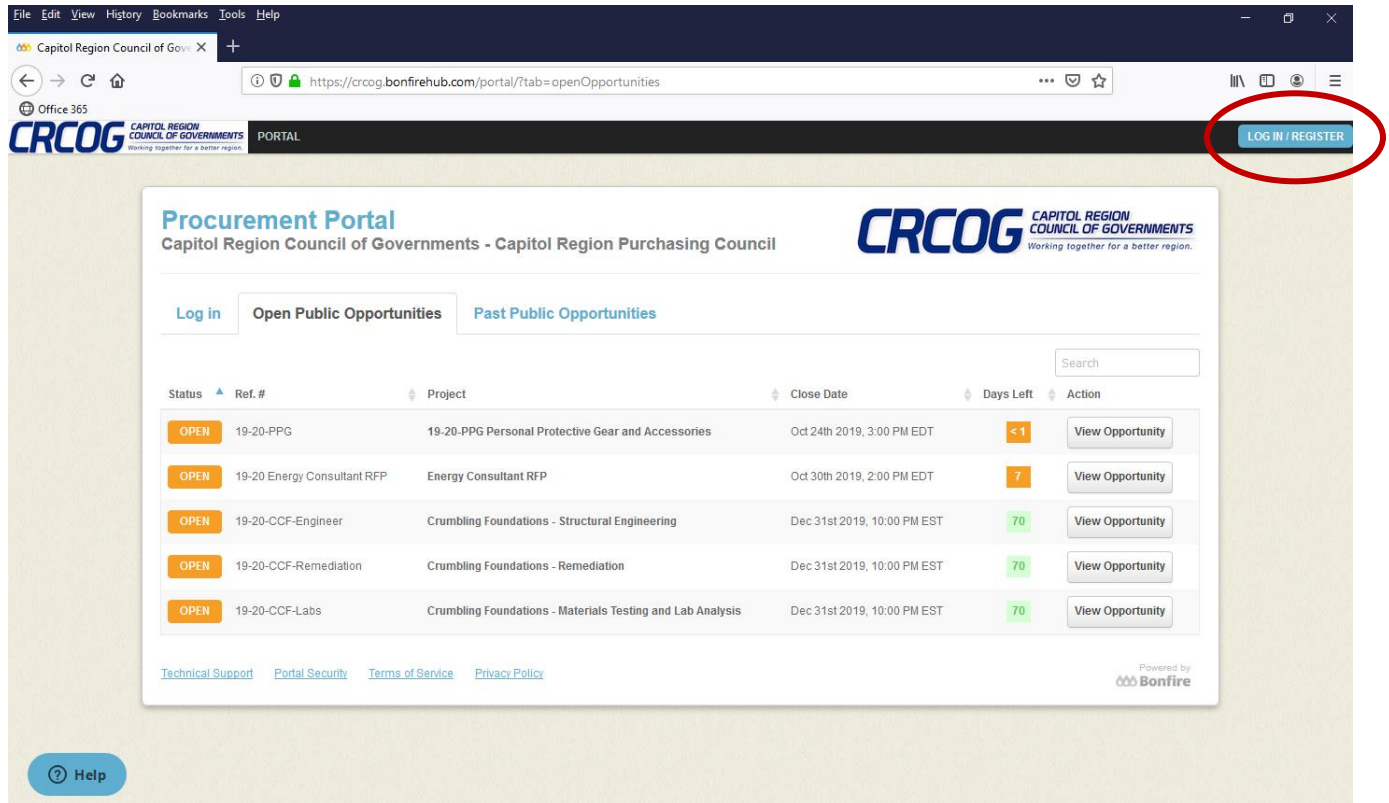 File Edit View History Bookmarks Tools Help
Capitol Region Council of Gove
https://crcog.bonfirehub.com/portal/?tab=openOpportunities
Office 365
CRCOG CAPITOL REGION COUNCIL OF GOVERNMENTS Working together for a better region. PORTAL LOG IN / REGISTER
Procurement Portal
Capitol Region Council of Governments - Capitol Region Purchasing Council
CRCOG CAPITOL REGION
COUNCIL OF GOVERNMENTS
Working together for a better region.
Log in Open Public Opportunities Past Public Opportunities
Search
Status Ref. # Project Close Date Days Left Action
OPEN 19-20-PPG 19-20-PPG Personal Protective Gear and Accessories Oct 24th 2019, 3:00 PM EDT < 1 View Opportunity
OPEN 19-20 Energy Consultant RFP Energy Consultant RFP Oct 30th 2019, 2:00 PM EDT 7 View Opportunity
OPEN 19-20-CCF-Engineer Crumbling Foundations - Structural Engineering Dec 31st 2019, 10:00 PM EST 70 View Opportunity
OPEN 19-20-CCF-Remediation Crumbling Foundations - Remediation Dec 31st 2019, 10:00 PM EST 70 View Opportunity
OPEN 19-20-CCF-Labs Crumbling Foundations - Materials Testing and Lab Analysis Dec 31st 2019, 10:00 PM EST 70 View Opportunity
Technical Support Portal Security Terms of Service Privacy Policy
Powered by
Bonfire
Help